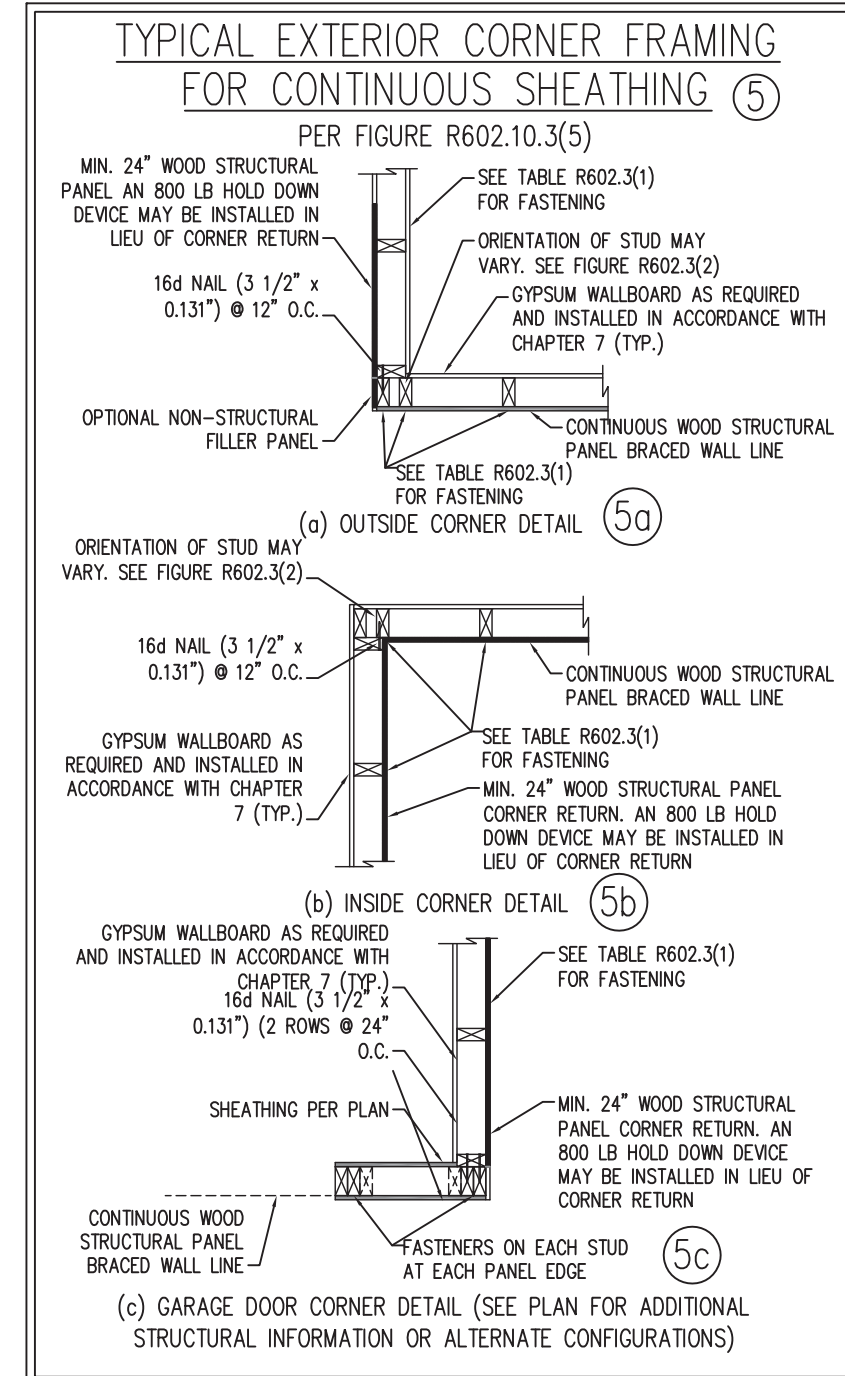 TYPICAL EXTERIOR CORNER FRAMING
FOR CONTINUOUS SHEATHING 5
PER FIGURE R602.10.3(5)
MIN. 24" WOOD STRUCTURAL
PANEL AN 800 LB HOLD DOWN
DEVICE MAY BE INSTALLED IN
LIEU OF CORNER RETURN
16d NAIL (3 1/2" x
0.131") @ 12" O.C.
OPTIONAL NON-STRUCTURAL
FILLER PANEL
SEE TABLE R602.3(1)
FOR FASTENING
ORIENTATION OF STUD MAY
VARY. SEE FIGURE R602.3(2)
GYPSUM WALLBOARD AS REQUIRED
AND INSTALLED IN ACCORDANCE WITH
CHAPTER 7 (TYP.)
CONTINUOUS WOOD STRUCTURAL
PANEL BRACED WALL LINE
SEE TABLE R602.3(1)
FOR FASTENING
(a) OUTSIDE CORNER DETAIL 5a
ORIENTATION OF STUD MAY
VARY. SEE FIGURE R602.3(2)
16d NAIL (3 1/2" x
0.131") @ 12" O.C.
GYPSUM WALLBOARD AS
REQUIRED AND INSTALLED IN
ACCORDANCE WITH CHAPTER
7 (TYP.)
CONTINUOUS WOOD STRUCTURAL
PANEL BRACED WALL LINE
SEE TABLE R602.3(1)
FOR FASTENING
MIN. 24" WOOD STRUCTURAL PANEL
CORNER RETURN. AN 800 LB HOLD
DOWN DEVICE MAY BE INSTALLED IN
LIEU OF CORNER RETURN
(b) INSIDE CORNER DETAIL 5b
GYPSUM WALLBOARD AS REQUIRED
AND INSTALLED IN ACCORDANCE WITH
CHAPTER 7 (TYP.)
16d NAIL (3 1/2" x
0.131") (2 ROWS @ 24"
O.C.
SHEATHING PER PLAN
CONTINUOUS WOOD
STRUCTURAL PANEL
BRACED WALL LINE
SEE TABLE R602.3(1)
FOR FASTENING
MIN. 24" WOOD STRUCTURAL
PANEL CORNER RETURN. AN
800 LB HOLD DOWN DEVICE
MAY BE INSTALLED IN LIEU OF
CORNER RETURN
FASTENERS ON EACH STUD
AT EACH PANEL EDGE
5c
(c) GARAGE DOOR CORNER DETAIL (SEE PLAN FOR ADDITIONAL
STRUCTURAL INFORMATION OR ALTERNATE CONFIGURATIONS)